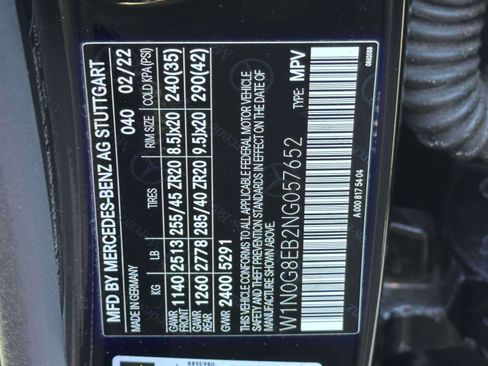 MFD BY MERCEDES-BENZ AG STUTTGART
MADE IN GERMANY 040 02/22
KG LB TIRES RIM SIZE COLD KPA(PSI)
GAWR FRONT 1140 2513 255/45 ZR20 8.5Jx20 240(35)
GAWR REAR 1260 2778 285/40 ZR20 9.5Jx20 290(42)
GVWR 2400 5291
THIS VEHICLE CONFORMS TO ALL APPLICABLE FEDERAL MOTOR VEHICLE
SAFETY AND THEFT PREVENTION STANDARDS IN EFFECT ON THE DATE OF
MANUFACTURE SHOWN ABOVE.
W1N0G8EB2NG057652 TYPE: MPV
A 000 817 54 04